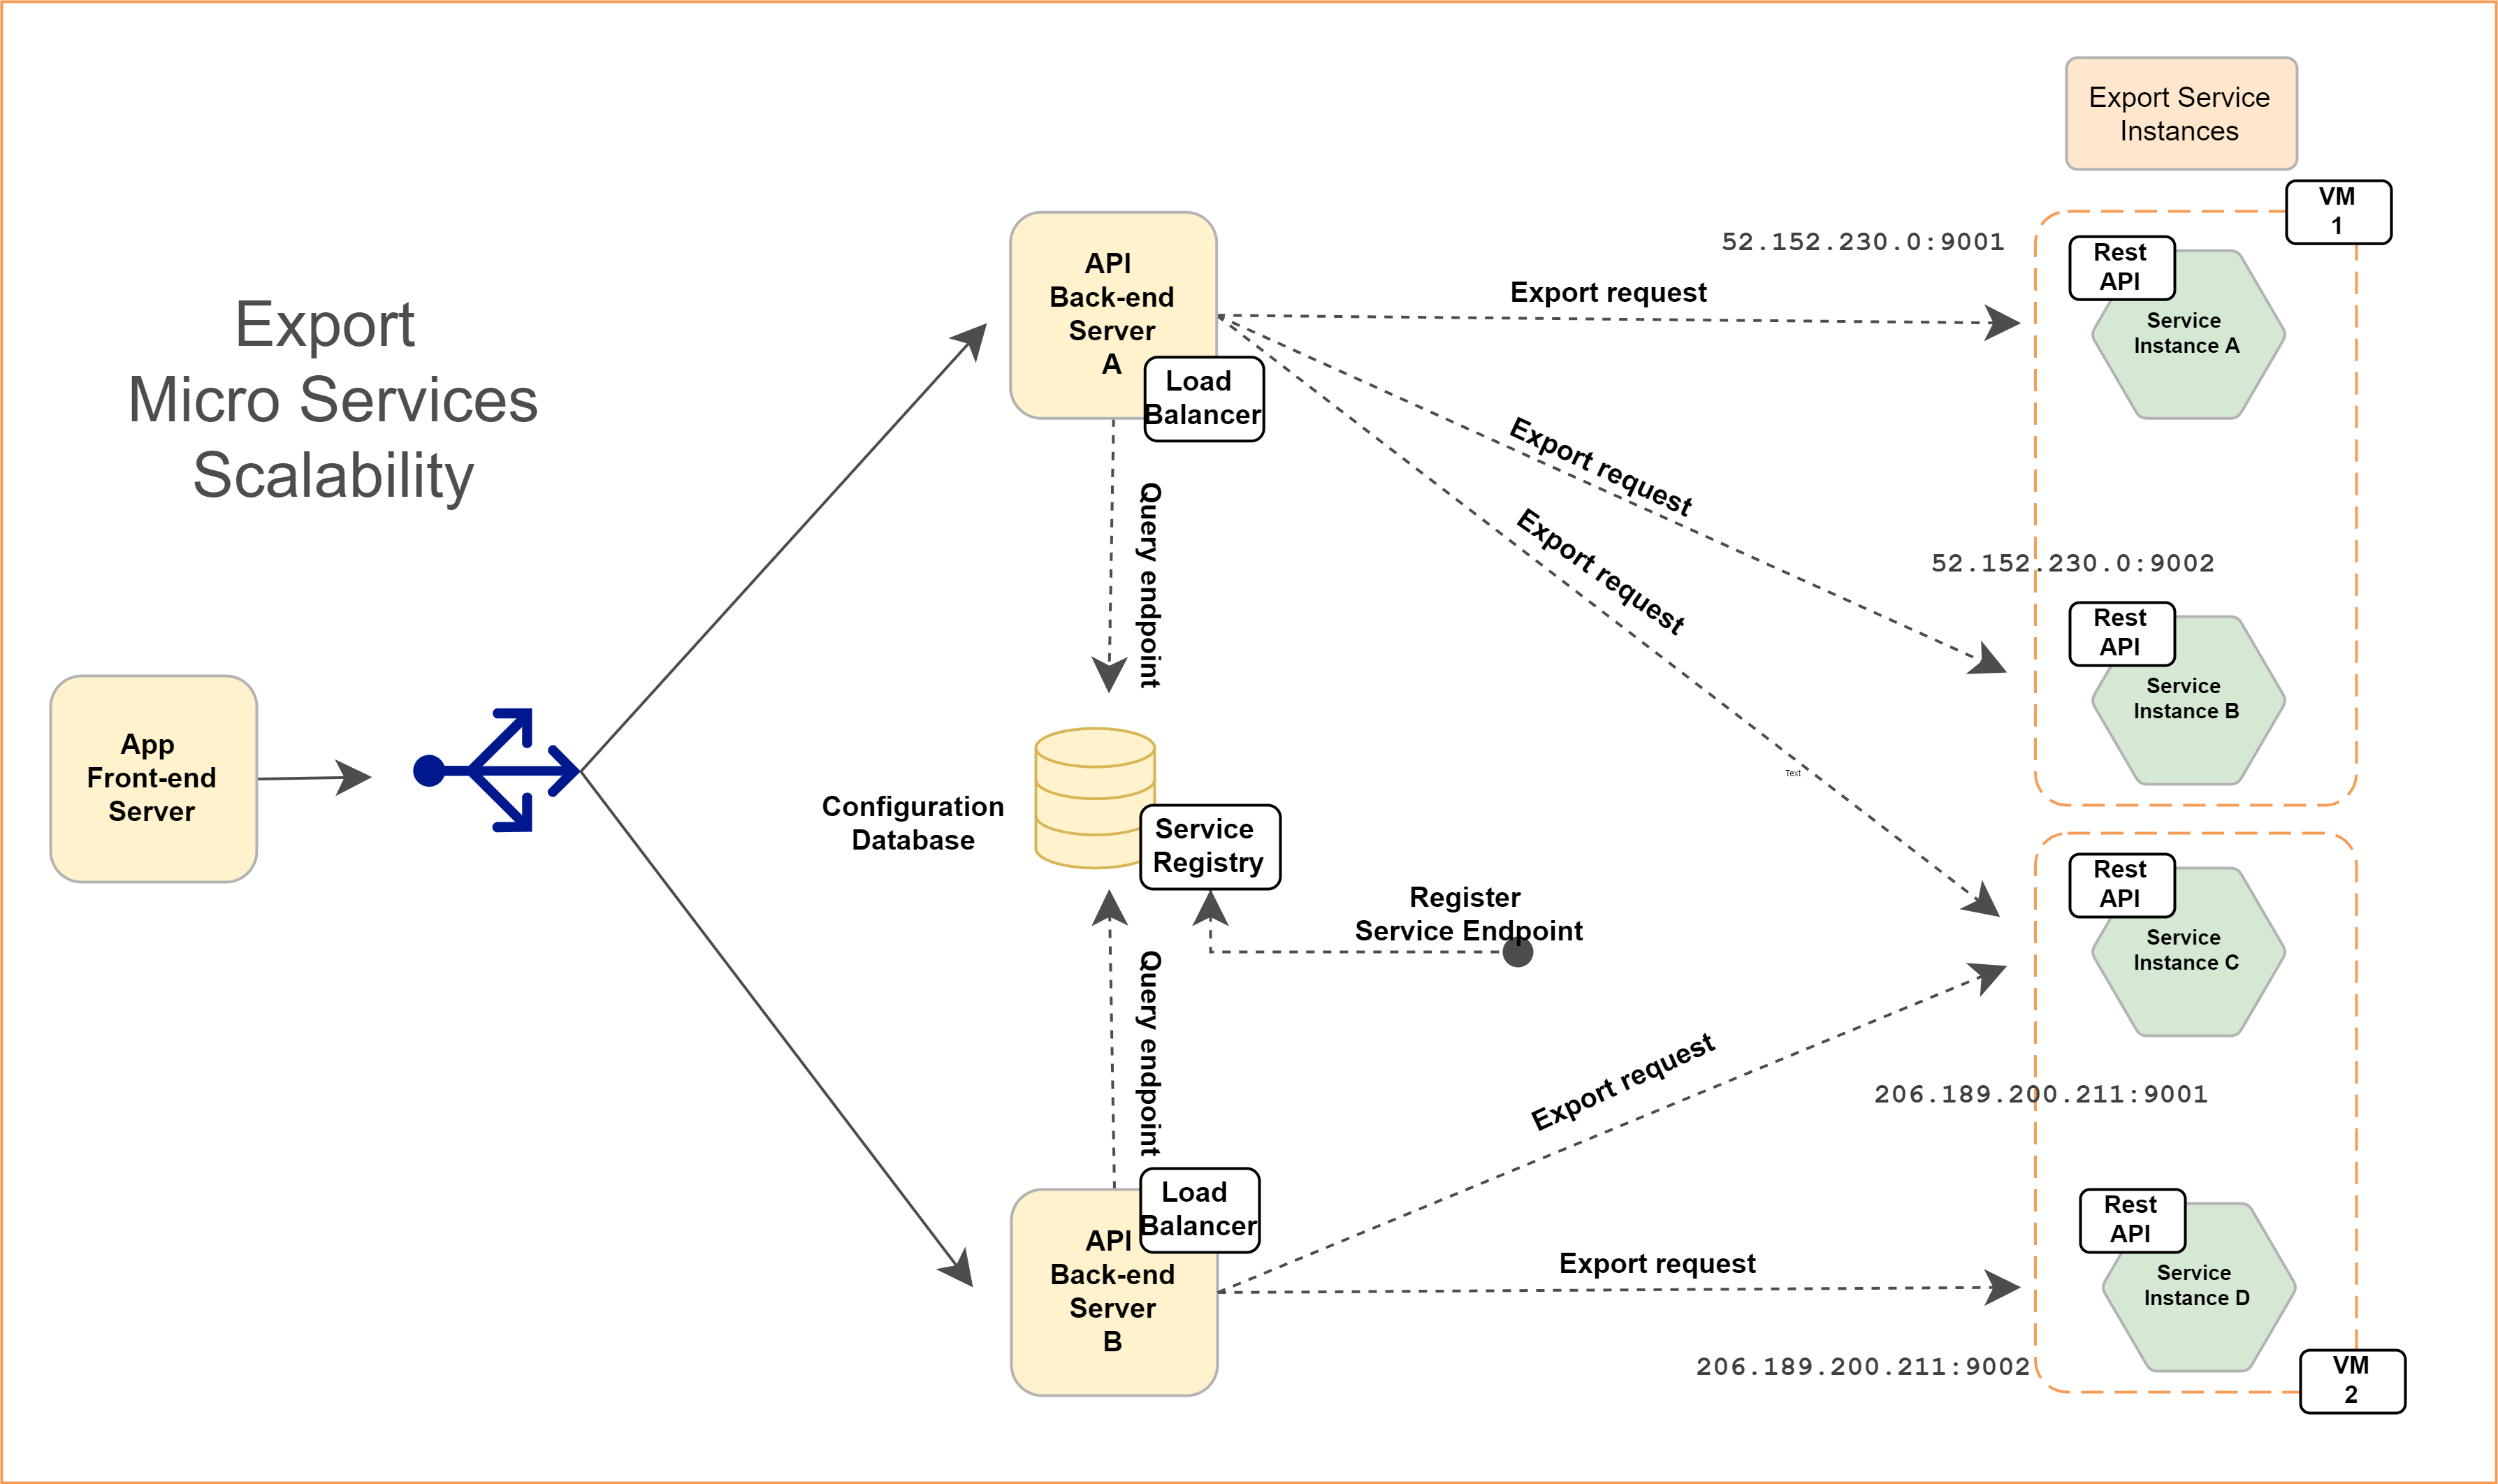 Export Service
Instances
VM
1
52.152.230.0:9001
Rest
API
Service
Instance A
Export request
API
Back-end
Server
A
Load
Balancer
Export
Micro Services
Scalability
Export request
Export request
Query endpoint
52.152.230.0:9002
Rest
API
Service
Instance B
App
Front-end
Server
Text
Configuration
Database
Service
Registry
Register
Service Endpoint
Rest
API
Service
Instance C
Query endpoint
Export request
206.189.200.211:9001
Load
Balancer
API
Back-end
Server
B
Export request
Rest
API
Service
Instance D
206.189.200.211:9002
VM
2